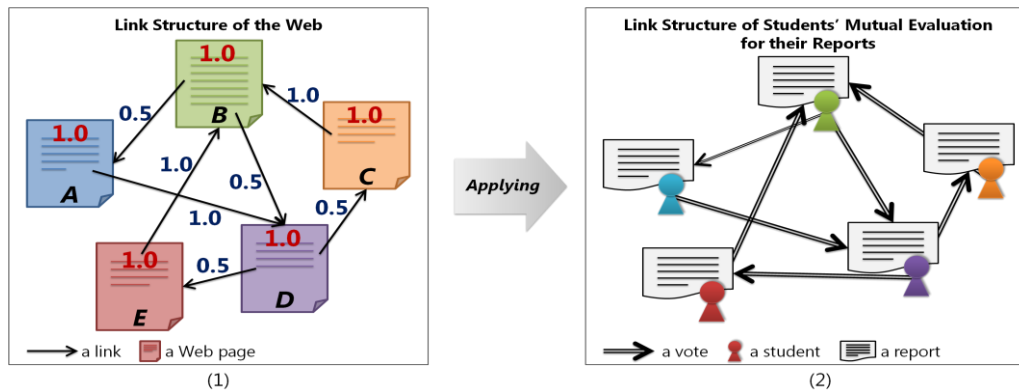 Link Structure of the Web
1.0
B
0.5
1.0
1.0
C
1.0
A
1.0
0.5
1.0
0.5
1.0
D
0.5
1.0
E
a link
a Web page
(1)
Applying
Link Structure of Students’ Mutual Evaluation
for their Reports
a vote
a student
a report
(2)